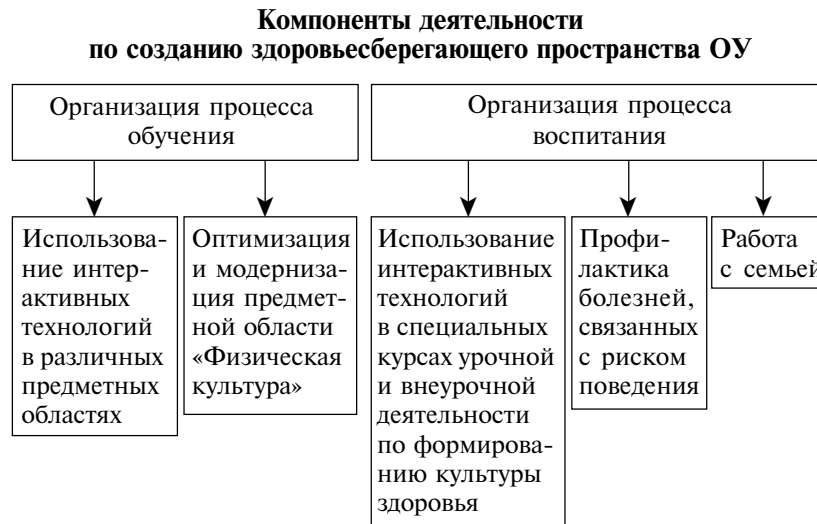 Компоненты деятельности
по созданию здоровьесберегающего пространства ОУ
Организация процесса
обучения
Организация процесса
воспитания
Использова-
ние интер-
активных
технологий
в различных
предметных
областях
Оптимизация
и модерниза-
ция предмет-
ной области
«Физическая
культура»
Использование
интерактивных
технологий
в специальных
курсах урочной
и внеурочной
деятельности
по формирова-
нию культуры
здоровья
Профи-
лактика
болезней,
связанных
с риском
поведения
Работа
с семьей